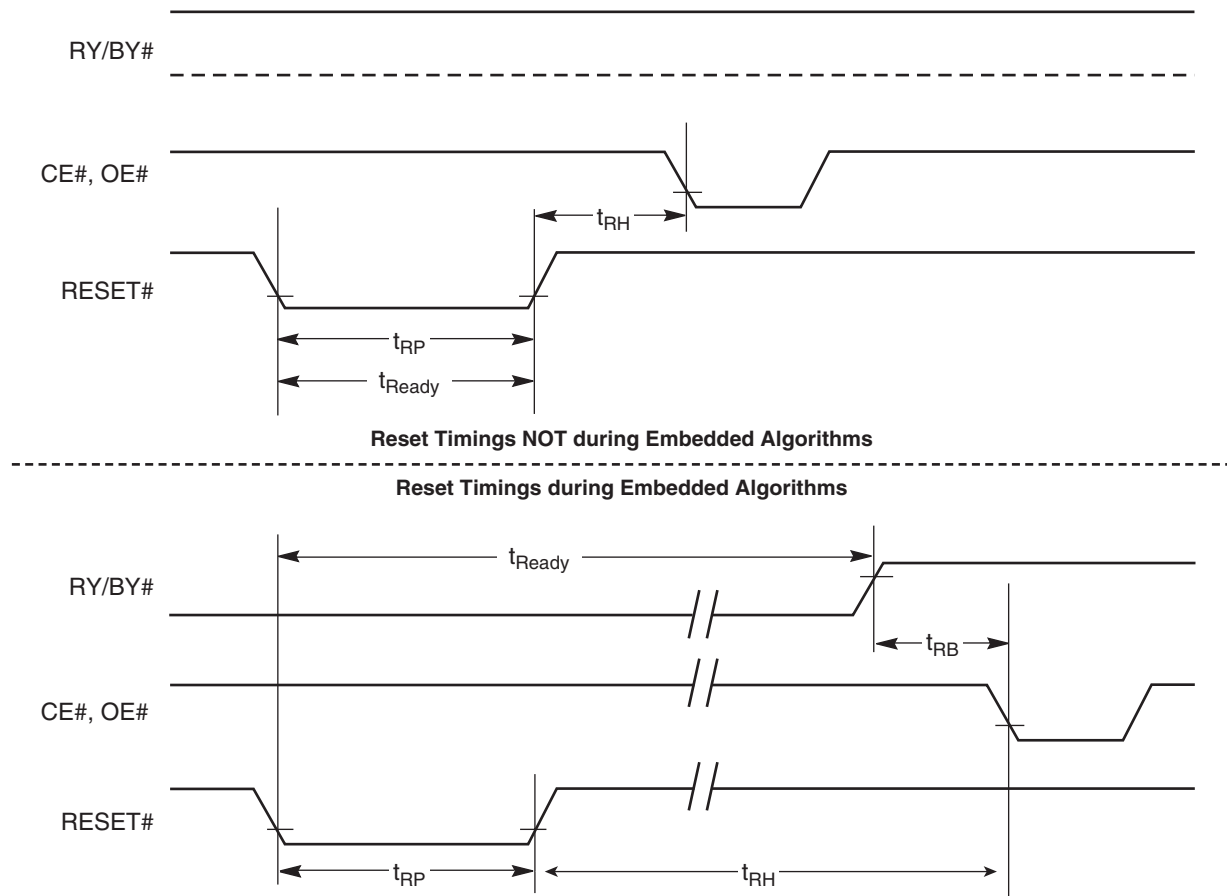 RY/BY#
CE#, OE#
tRH
RESET#
tRP
tReady
Reset Timings NOT during Embedded Algorithms
Reset Timings during Embedded Algorithms
tReady
RY/BY#
tRB
CE#, OE#
RESET#
tRP
tRH